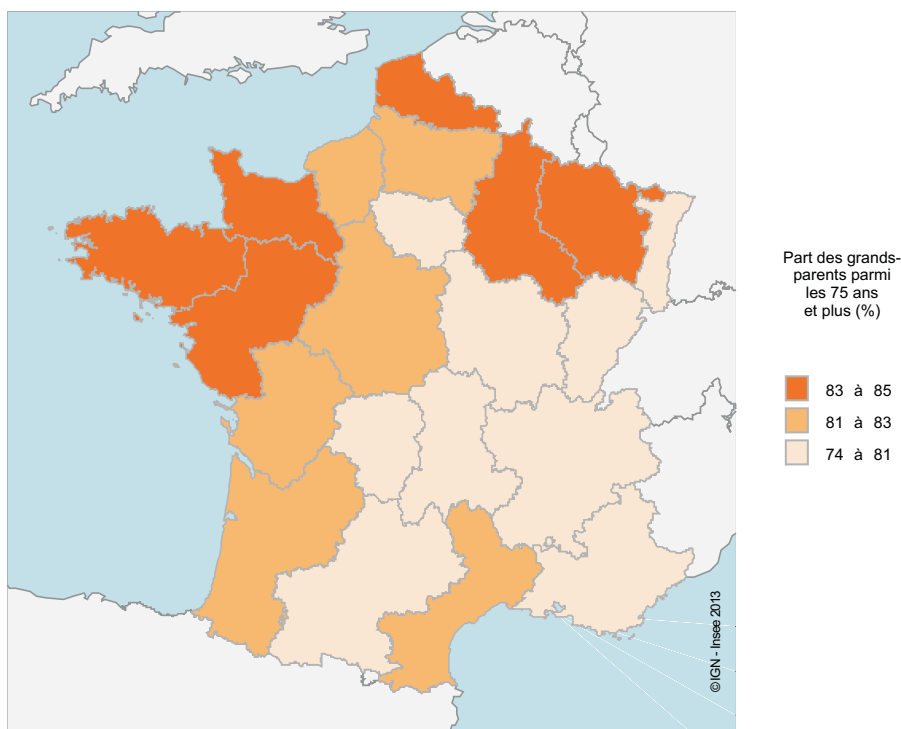 Part des grands-
parents parmi
les 75 ans
et plus (%)
83 à 85
81 à 83
74 à 81
©IGN - Insee 2013